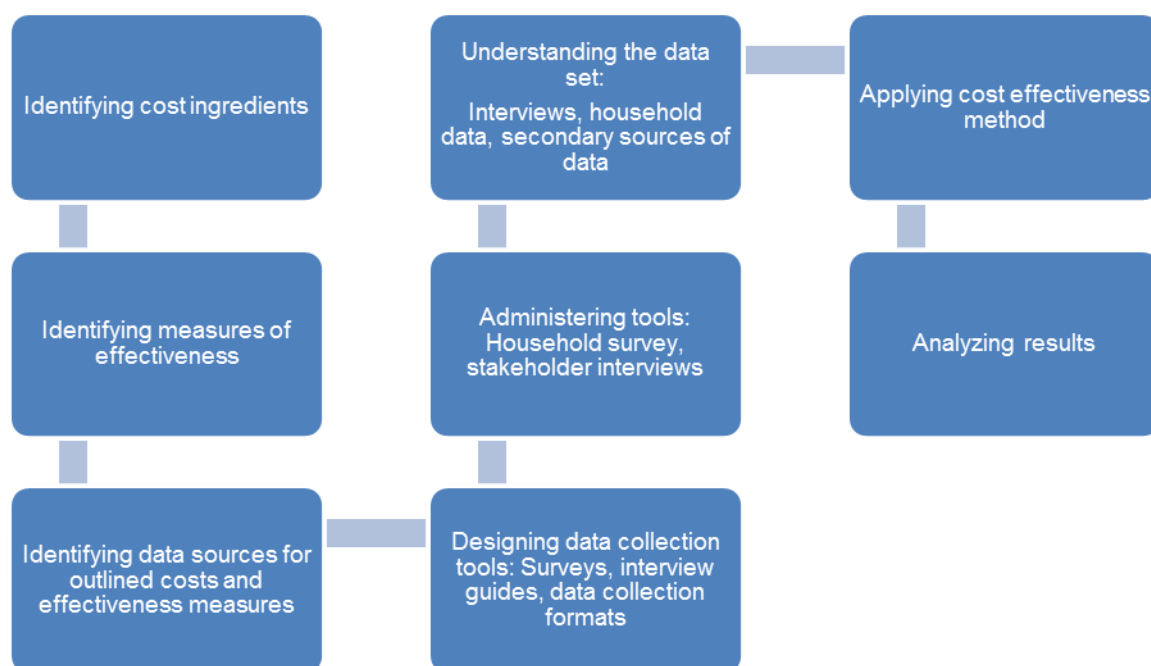 Identifying cost ingredients
Identifying measures of
effectiveness
Identifying data sources for
outlined costs and
effectiveness measures
Designing data collection
tools: Surveys, interview
guides, data collection
formats
Administering tools:
Household survey,
stakeholder interviews
Understanding the data
set:
Interviews, household
data, secondary sources of
data
Applying cost effectiveness
method
Analyzing results